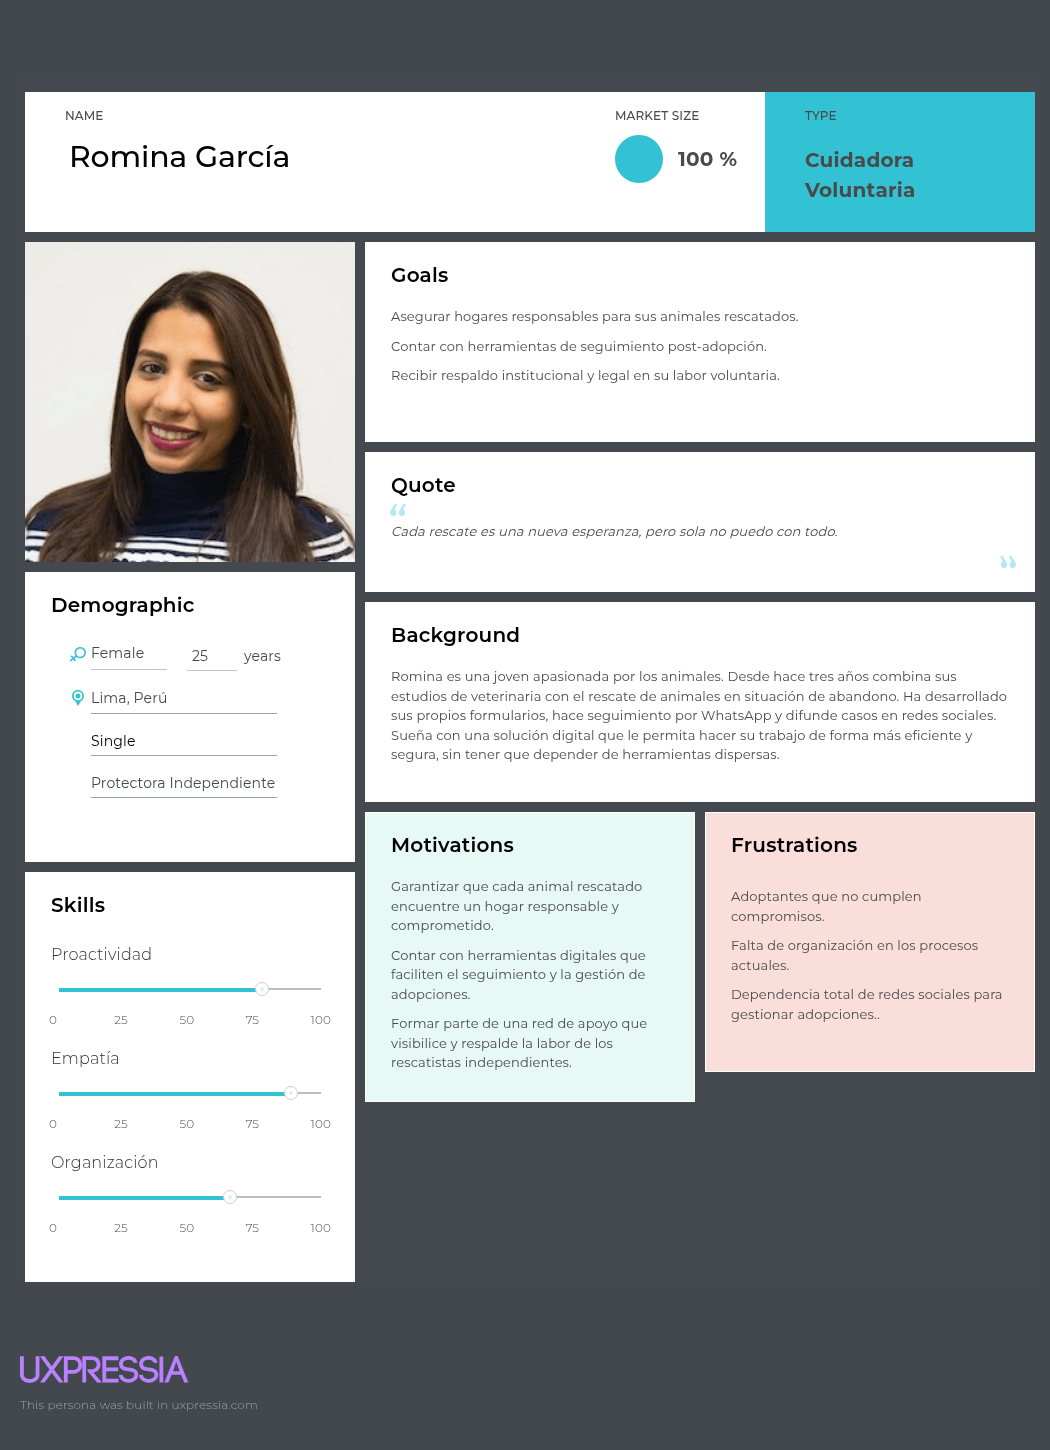 NAME
Romina García
MARKET SIZE
100 %
TYPE
Cuidadora
Voluntaria
Goals
Asegurar hogares responsables para sus animales rescatados.
Contar con herramientas de seguimiento post-adopción.
Recibir respaldo institucional y legal en su labor voluntaria.
Quote
“
Cada rescate es una nueva esperanza, pero sola no puedo con todo.
”
Demographic
Female
25 years
Lima, Perú
Single
Protectora Independiente
Background
Romina es una joven apasionada por los animales. Desde hace tres años combina sus
estudios de veterinaria con el rescate de animales en situación de abandono. Ha desarrollado
sus propios formularios, hace seguimiento por WhatsApp y difunde casos en redes sociales.
Sueña con una solución digital que le permita hacer su trabajo de forma más eficiente y
segura, sin tener que depender de herramientas dispersas.
Skills
Proactividad
0 25 50 75 100
Empatía
0 25 50 75 100
Organización
0 25 50 75 100
Motivations
Garantizar que cada animal rescatado
encuentre un hogar responsable y
comprometido.
Contar con herramientas digitales que
faciliten el seguimiento y la gestión de
adopciones.
Formar parte de una red de apoyo que
visibilice y respalde la labor de los
rescatistas independientes.
Frustrations
Adoptantes que no cumplen
compromisos.
Falta de organización en los procesos
actuales.
Dependencia total de redes sociales para
gestionar adopciones..
UXPRESSIA
This persona was built in uxpressia.com